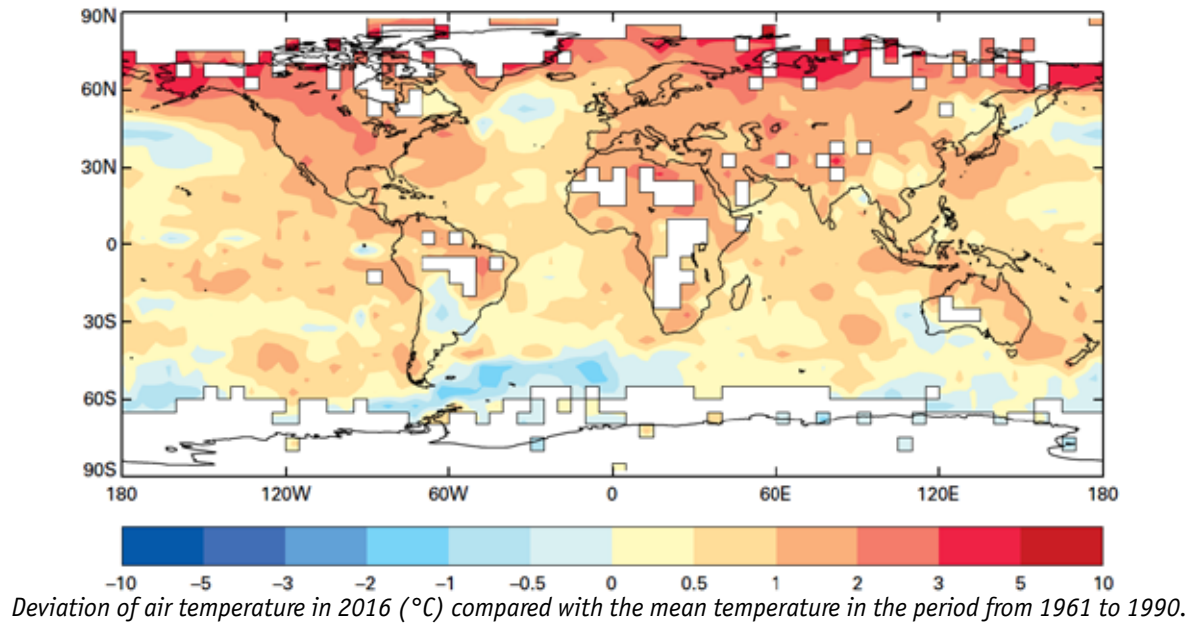 90N
60N
30N
0
30S
60S
90S
180 120W 60W 0 60E 120E 180
−10 −5 −3 −2 −1 −0.5 0 0.5 1 2 3 5 10
Deviation of air temperature in 2016 (°C) compared with the mean temperature in the period from 1961 to 1990.